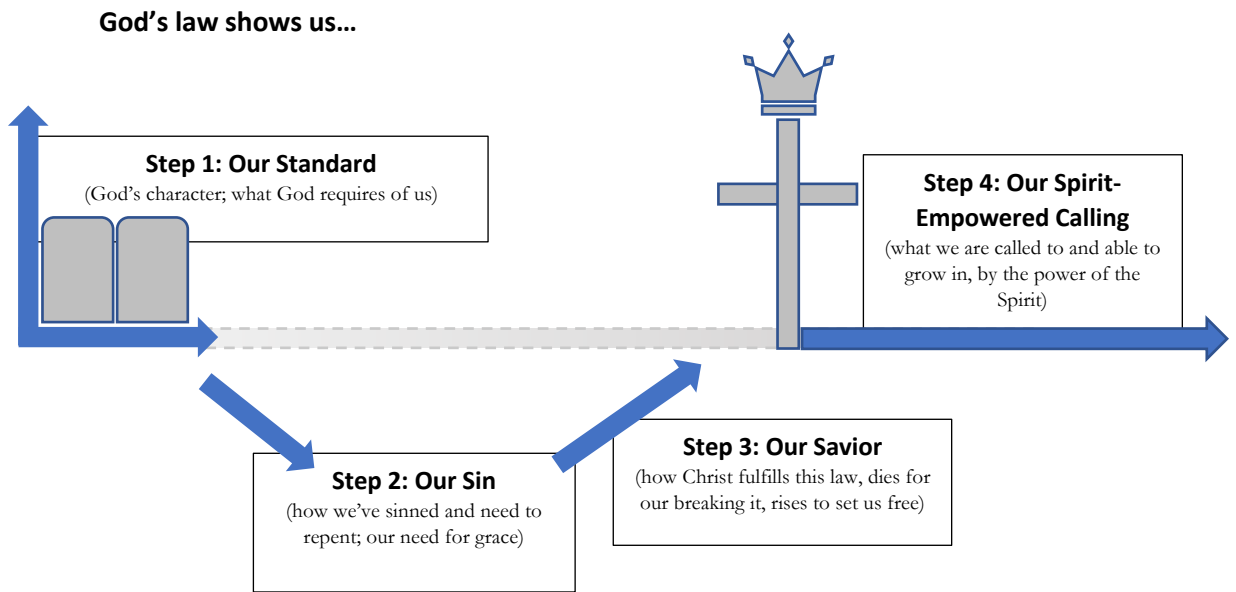 God’s law shows us…
Step 1: Our Standard
(God’s character; what God requires of us)
Step 2: Our Sin
(how we’ve sinned and need to
repent; our need for grace)
Step 3: Our Savior
(how Christ fulfills this law, dies for
our breaking it, rises to set us free)
Step 4: Our Spirit-
Empowered Calling
(what we are called to and able to
grow in, by the power of the
Spirit)